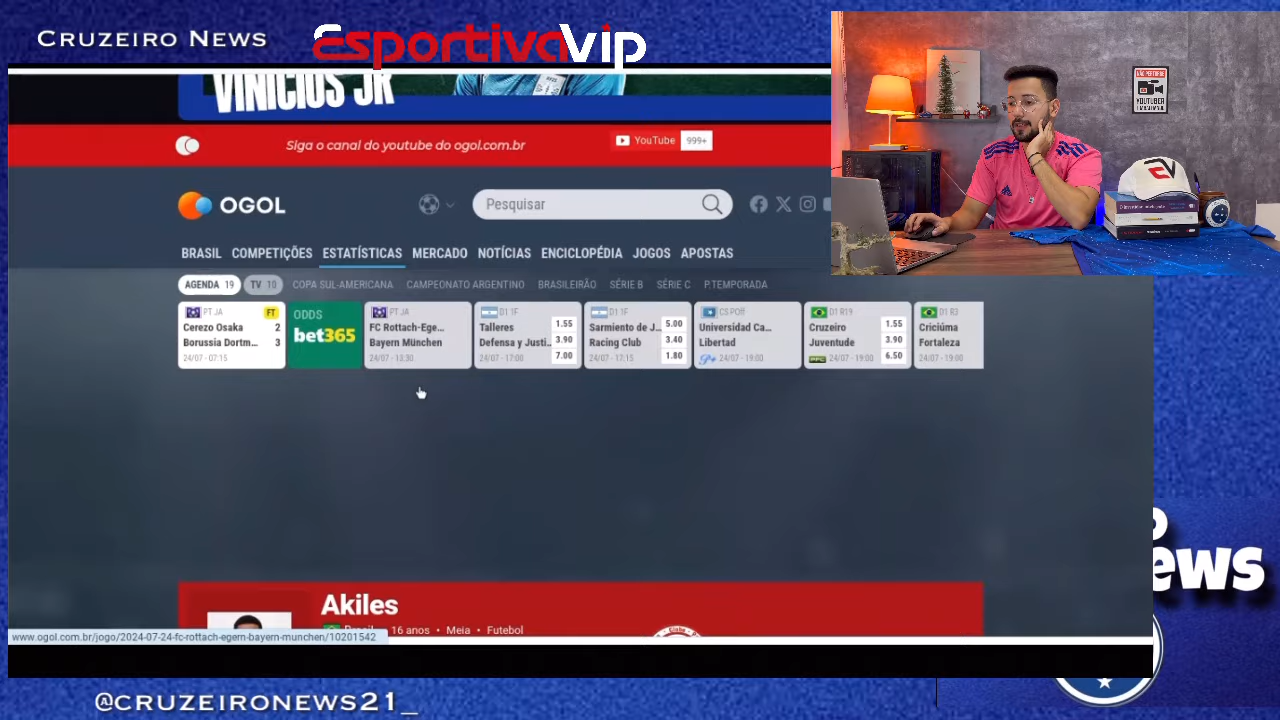 CRUZEIRO NEWS
EsportivaVip
VINICIUS JR
Siga o canal do youtube do ogol.com.br
YouTube 999+
OGOL
Pesquisar
BRASIL COMPETIÇÕES ESTATÍSTICAS MERCADO NOTÍCIAS ENCICLOPÉDIA JOGOS APOSTAS
AGENDA 19 TV 10 COPA SUL-AMERICANA CAMPEONATO ARGENTINO BRASILEIRÃO SÉRIE B SÉRIE C P.TEMPORADA
PT JA FT
Cerezo Osaka 2
Borussia Dortm... 3
24/07 - 07:15
ODDS
bet365
PT JA
FC Rottach-Ege...
Bayern München
24/07 - 13:30
D1 1F
Talleres 1.55
Defensa y Justi... 3.90
24/07 - 17:00 7.00
D1 1F
Sarmiento de J... 5.00
Racing Club 3.40
24/07 - 17:15 1.80
CS POff
Universidad Ca...
Libertad
24/07 - 19:00
D1 R19
Cruzeiro 1.55
Juventude 3.90
PFC 24/07 - 19:00 6.50
D1 R3
Criciúma
Fortaleza
24/07 - 19:00
Akiles
Brasil • 16 anos • Meia • Futebol
www.ogol.com.br/jogo/2024-07-24-fc-rottach-egern-bayern-munchen/10201542
NÃO PERTURBE
YOUTUBER
O
ews
@CRUZEIRONEWS21_